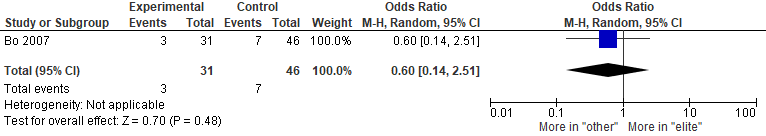 Experimental Control Odds Ratio Odds Ratio
Study or Subgroup Events Total Events Total Weight M-H, Random, 95% CI M-H, Random, 95% CI
Bo 2007 3 31 7 46 100.0% 0.60 [0.14, 2.51]
Total (95% CI) 31 46 100.0% 0.60 [0.14, 2.51]
Total events 3 7
Heterogeneity: Not applicable
Test for overall effect: Z = 0.70 (P = 0.48)
0.01 0.1 1 10 100
More in "other" More in "elite"